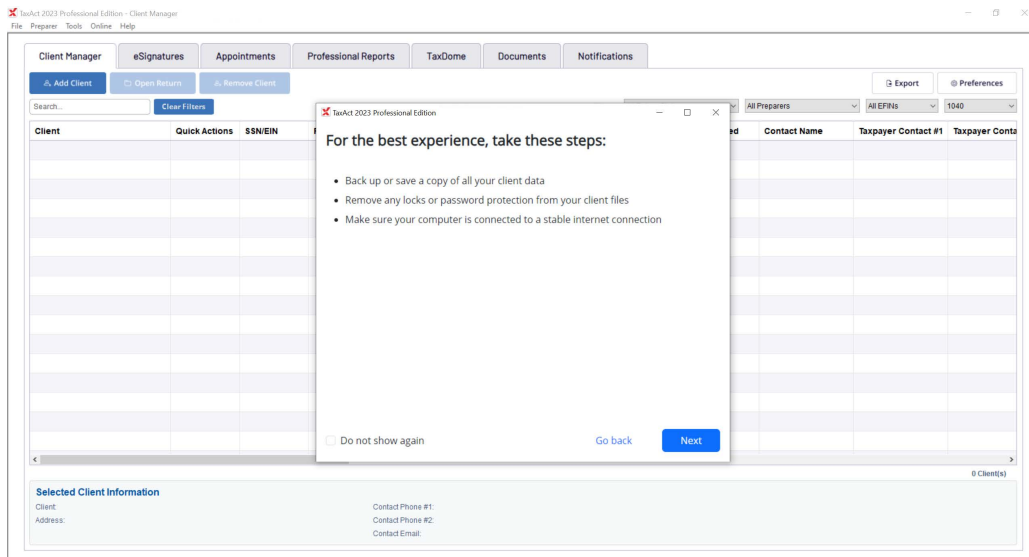 TaxAct 2023 Professional Edition - Client Manager
File Preparer Tools Online Help
Client Manager eSignatures Appointments Professional Reports TaxDome Documents Notifications
Add Client Open Return Remove Client Export Preferences
Search.. Clear Filters All Preparers All EFINs 1040
Client Quick Actions SSN/EIN Contact Name Taxpayer Contact #1 Taxpayer Conta
TaxAct 2023 Professional Edition
For the best experience, take these steps:
• Back up or save a copy of all your client data
• Remove any locks or password protection from your client files
• Make sure your computer is connected to a stable internet connection
Do not show again Go back Next
0 Client(s)
Selected Client Information
Client: Contact Phone #1:
Address: Contact Phone #2:
Contact Email: